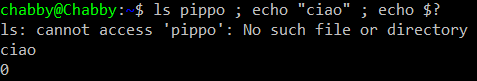 chabby@Chabby:~$ ls pippo ; echo "ciao" ; echo $?
ls: cannot access 'pippo': No such file or directory
ciao
0